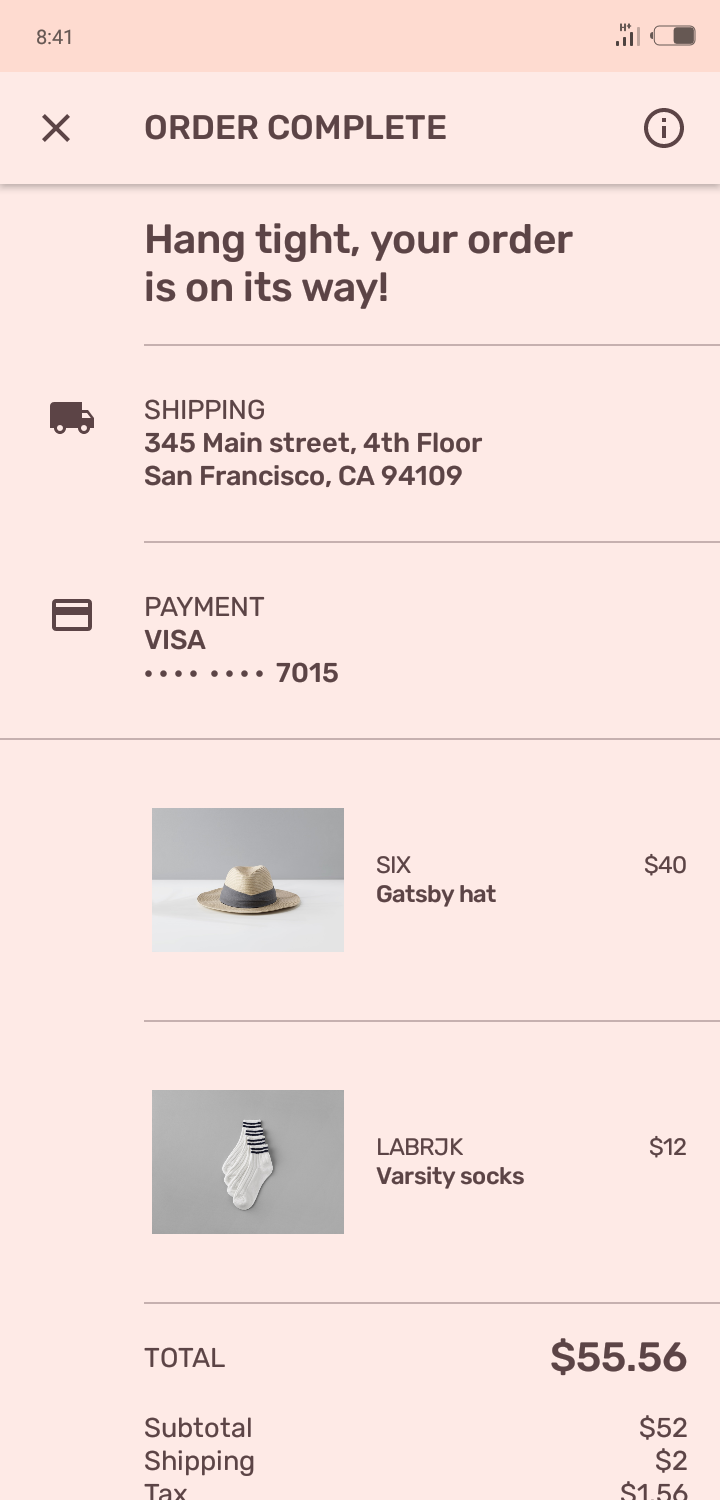 8:41
H+
ORDER COMPLETE
Hang tight, your order
is on its way!
SHIPPING
345 Main street, 4th Floor
San Francisco, CA 94109
PAYMENT
VISA
•••• •••• 7015
SIX $40
Gatsby hat
LABRJK $12
Varsity socks
TOTAL $55.56
Subtotal $52
Shipping $2
Tax $1.56